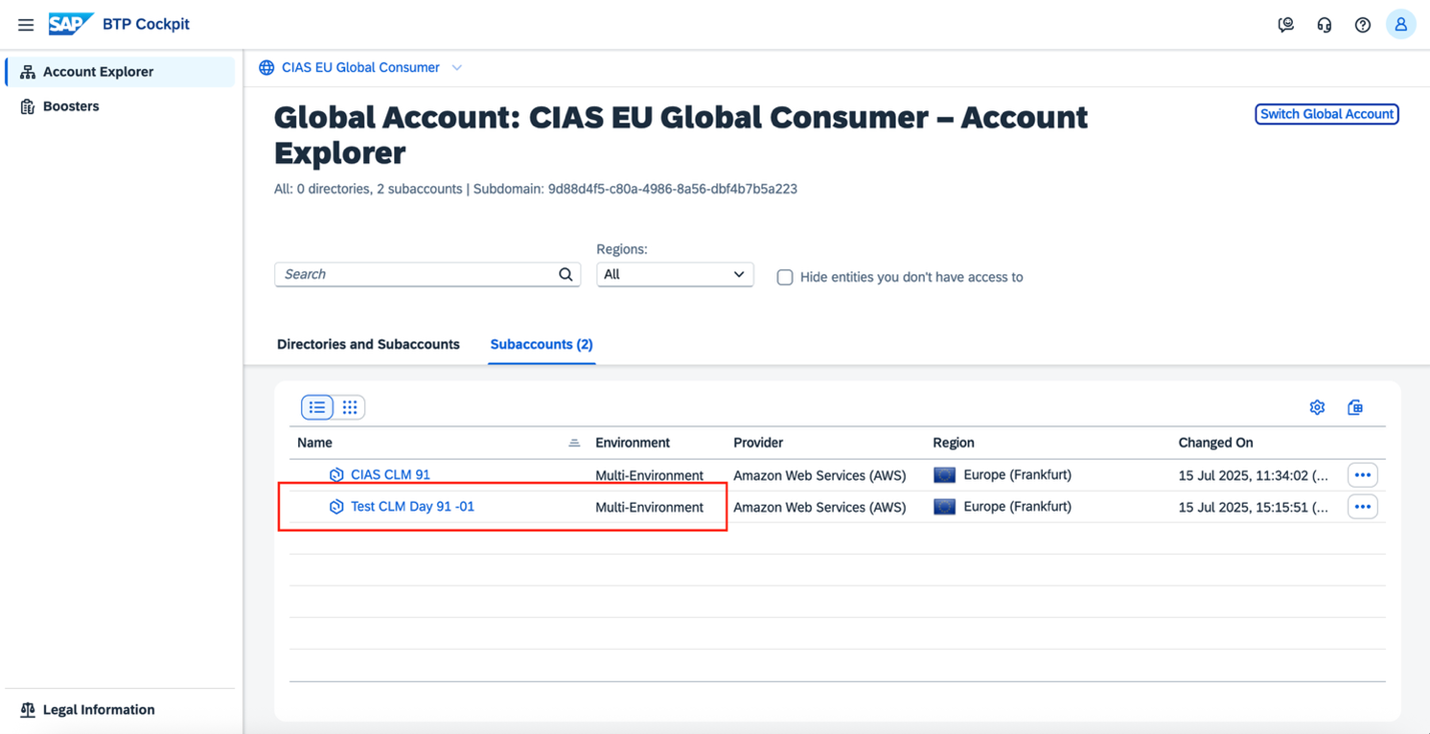 SAP BTP Cockpit
Account Explorer
Boosters
CIAS EU Global Consumer
Global Account: CIAS EU Global Consumer – Account
Explorer
Switch Global Account
All: 0 directories, 2 subaccounts | Subdomain: 9d88d4f5-c80a-4986-8a56-dbf4b7b5a223
Regions:
Search
All
Hide entities you don't have access to
Directories and Subaccounts Subaccounts (2)
Name Environment Provider Region Changed On
CIAS CLM 91 Multi-Environment Amazon Web Services (AWS) Europe (Frankfurt) 15 Jul 2025, 11:34:02 (...
Test CLM Day 91 -01 Multi-Environment Amazon Web Services (AWS) Europe (Frankfurt) 15 Jul 2025, 15:15:51 (...
Legal Information